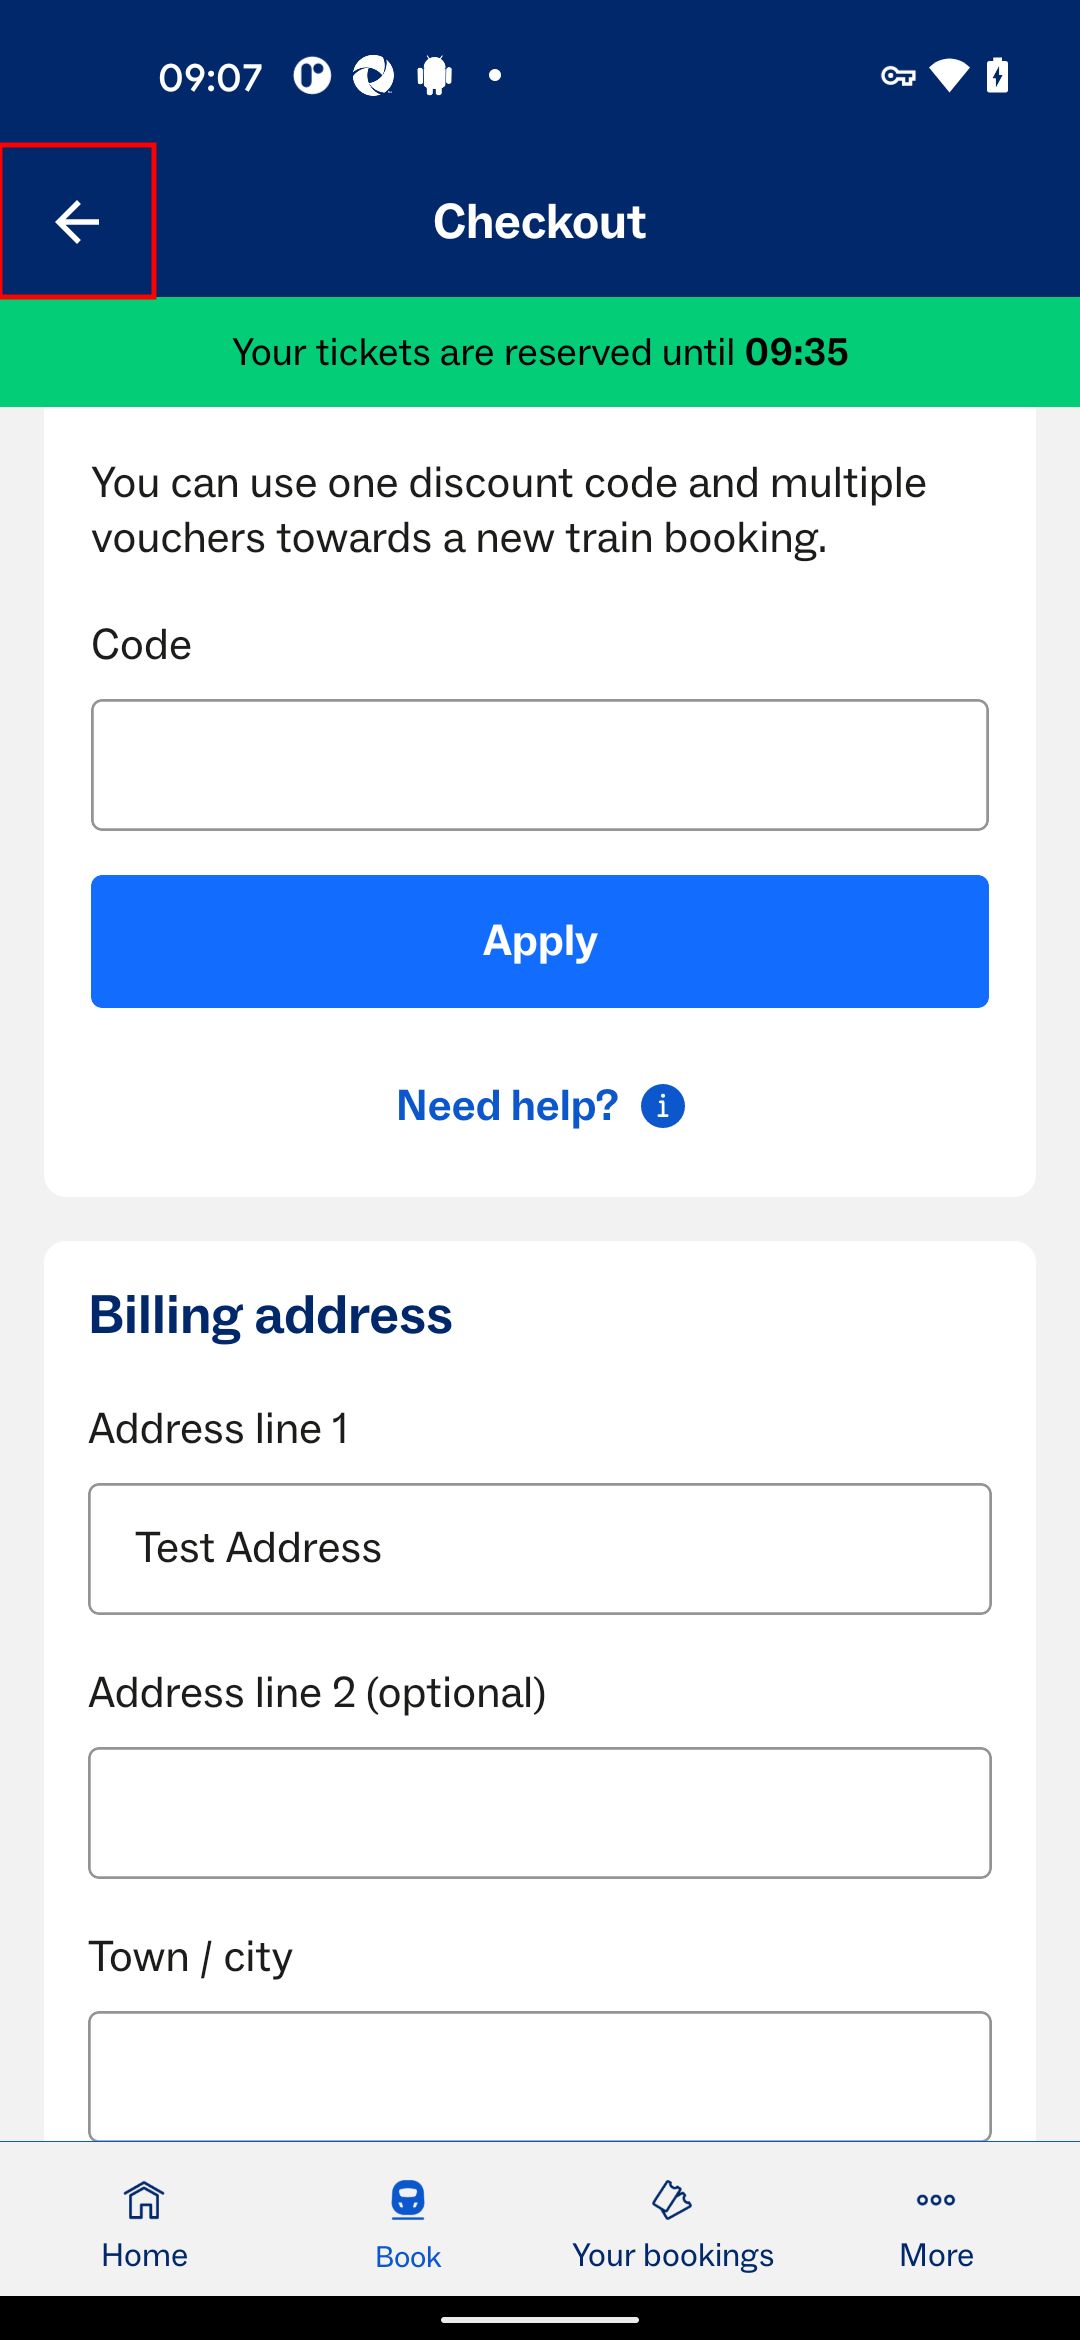 09:07
Checkout
Your tickets are reserved until 09:35
You can use one discount code and multiple
vouchers towards a new train booking.
Code
Apply
Need help?
Billing address
Address line 1
Test Address
Address line 2 (optional)
Town / city
Home
Book
Your bookings
More